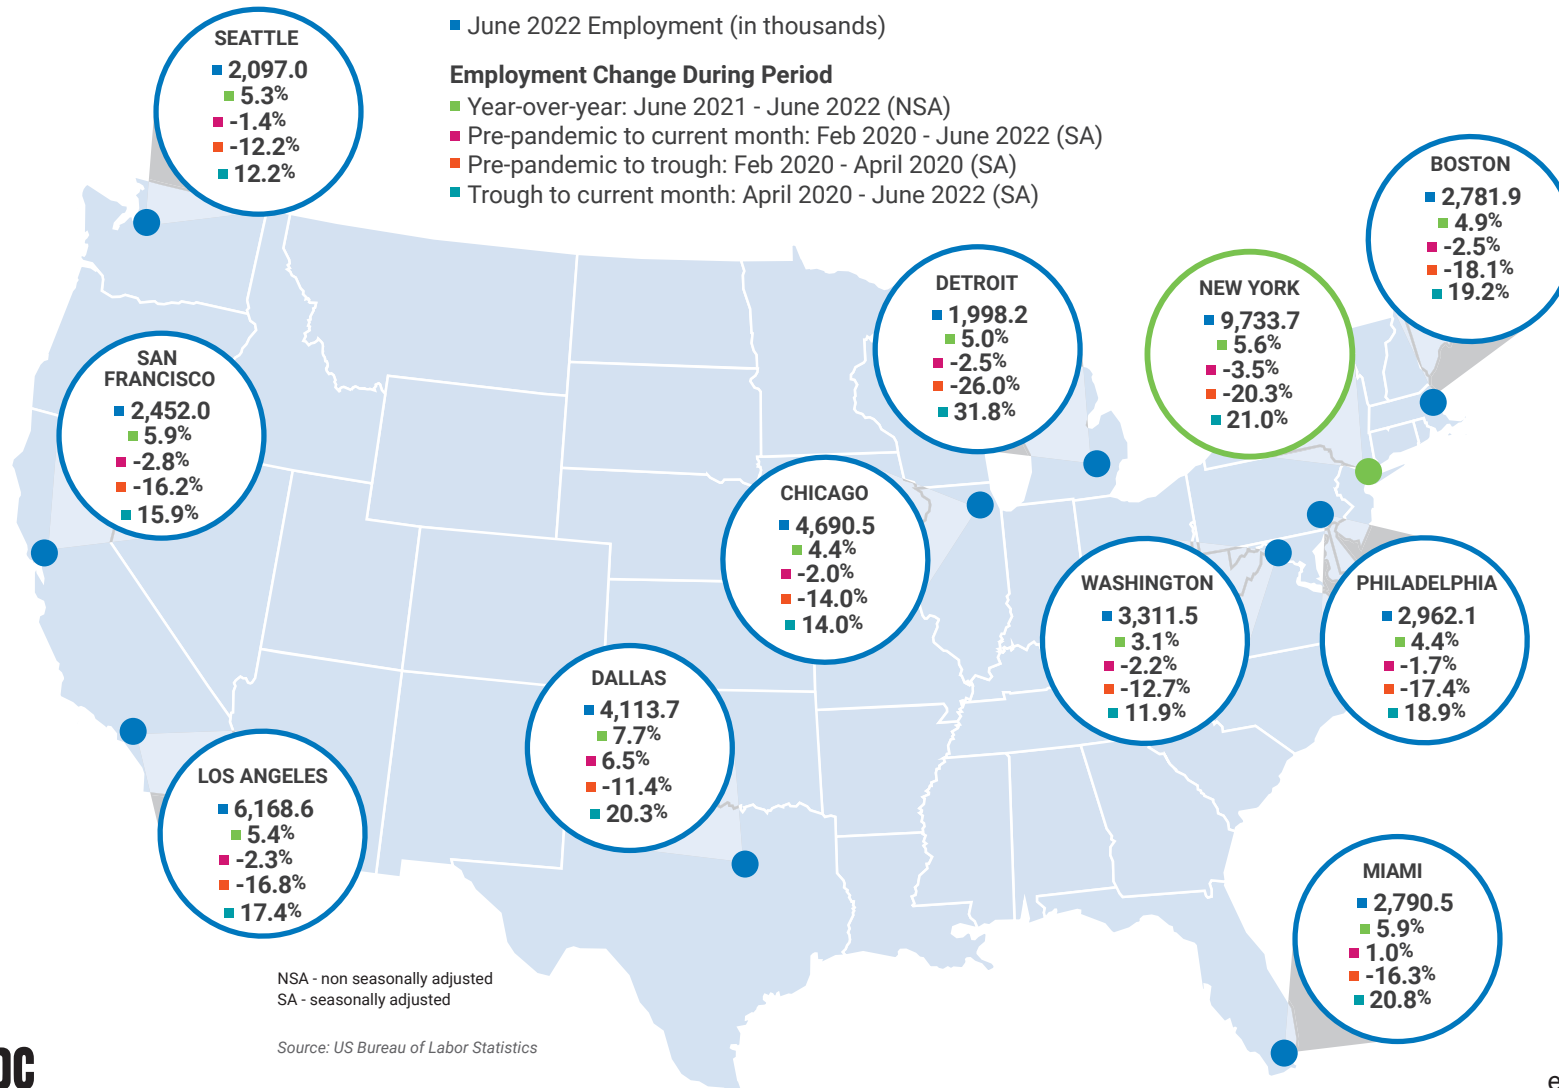 June 2022 Employment (in thousands)
Employment Change During Period
Year-over-year: June 2021 - June 2022 (NSA)
Pre-pandemic to current month: Feb 2020 - June 2022 (SA)
Pre-pandemic to trough: Feb 2020 - April 2020 (SA)
Trough to current month: April 2020 - June 2022 (SA)
SEATTLE
2,097.0
5.3%
-1.4%
-12.2%
12.2%
BOSTON
2,781.9
4.9%
-2.5%
-18.1%
19.2%
DETROIT
1,998.2
5.0%
-2.5%
-26.0%
31.8%
NEW YORK
9,733.7
5.6%
-3.5%
-20.3%
21.0%
SAN
FRANCISCO
2,452.0
5.9%
-2.8%
-16.2%
15.9%
CHICAGO
4,690.5
4.4%
-2.0%
-14.0%
14.0%
WASHINGTON
3,311.5
3.1%
-2.2%
-12.7%
11.9%
PHILADELPHIA
2,962.1
4.4%
-1.7%
-17.4%
18.9%
DALLAS
4,113.7
7.7%
6.5%
-11.4%
20.3%
LOS ANGELES
6,168.6
5.4%
-2.3%
-16.8%
17.4%
MIAMI
2,790.5
5.9%
1.0%
-16.3%
20.8%
NSA - non seasonally adjusted
SA - seasonally adjusted
Source: US Bureau of Labor Statistics